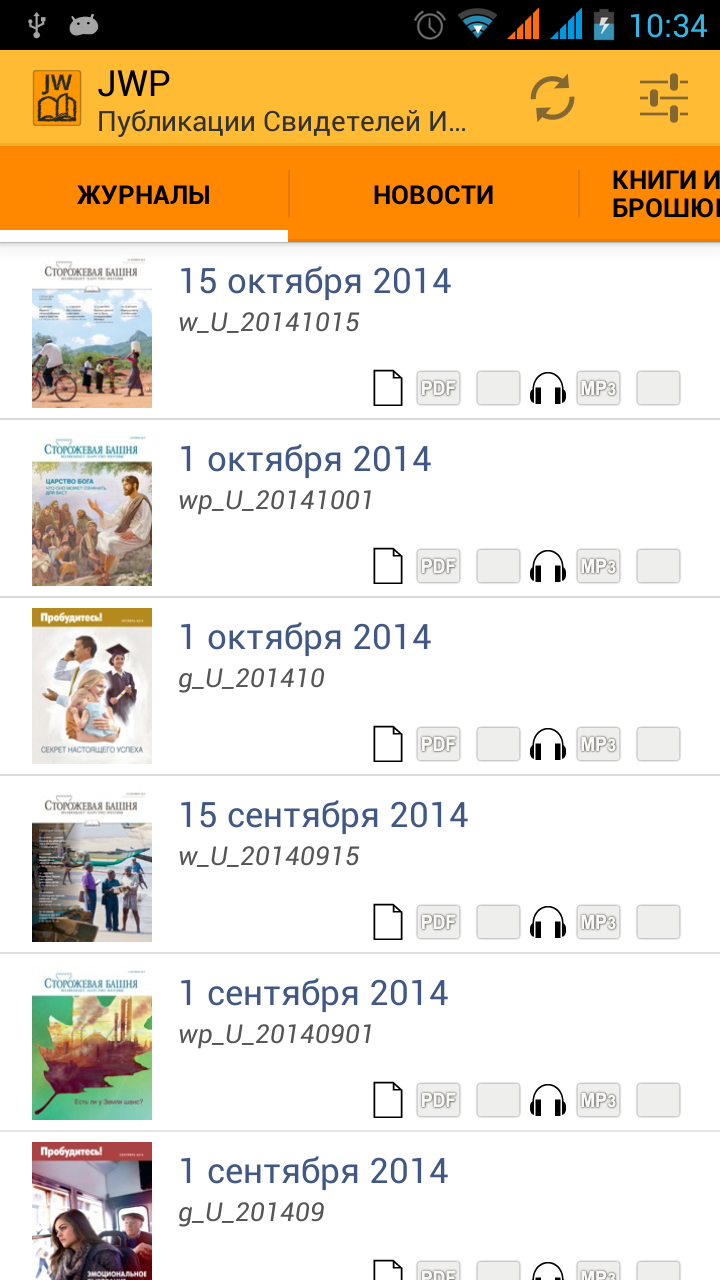 10:34
JW
JWP
Публикации Свидетелей И...
ЖУРНАЛЫ
НОВОСТИ
КНИГИ И
БРОШЮ
СТОРОЖЕВАЯ БАШНЯ
15 октября 2014
w_U_20141015
PDF
MP3
СТОРОЖЕВАЯ БАШНЯ
ЦАРСТВО БОГА
1 октября 2014
wp_U_20141001
PDF
MP3
Пробудитесь!
СЕКРЕТ НАСТОЯЩЕГО УСПЕХА
1 октября 2014
g_U_201410
PDF
MP3
СТОРОЖЕВАЯ БАШНЯ
15 сентября 2014
w_U_20140915
PDF
MP3
СТОРОЖЕВАЯ БАШНЯ
Есть ли у Земли шанс?
1 сентября 2014
wp_U_20140901
PDF
MP3
Пробудитесь!
ЭМОЦИОНАЛЬНОЕ
1 сентября 2014
g_U_201409
PDF
MP3